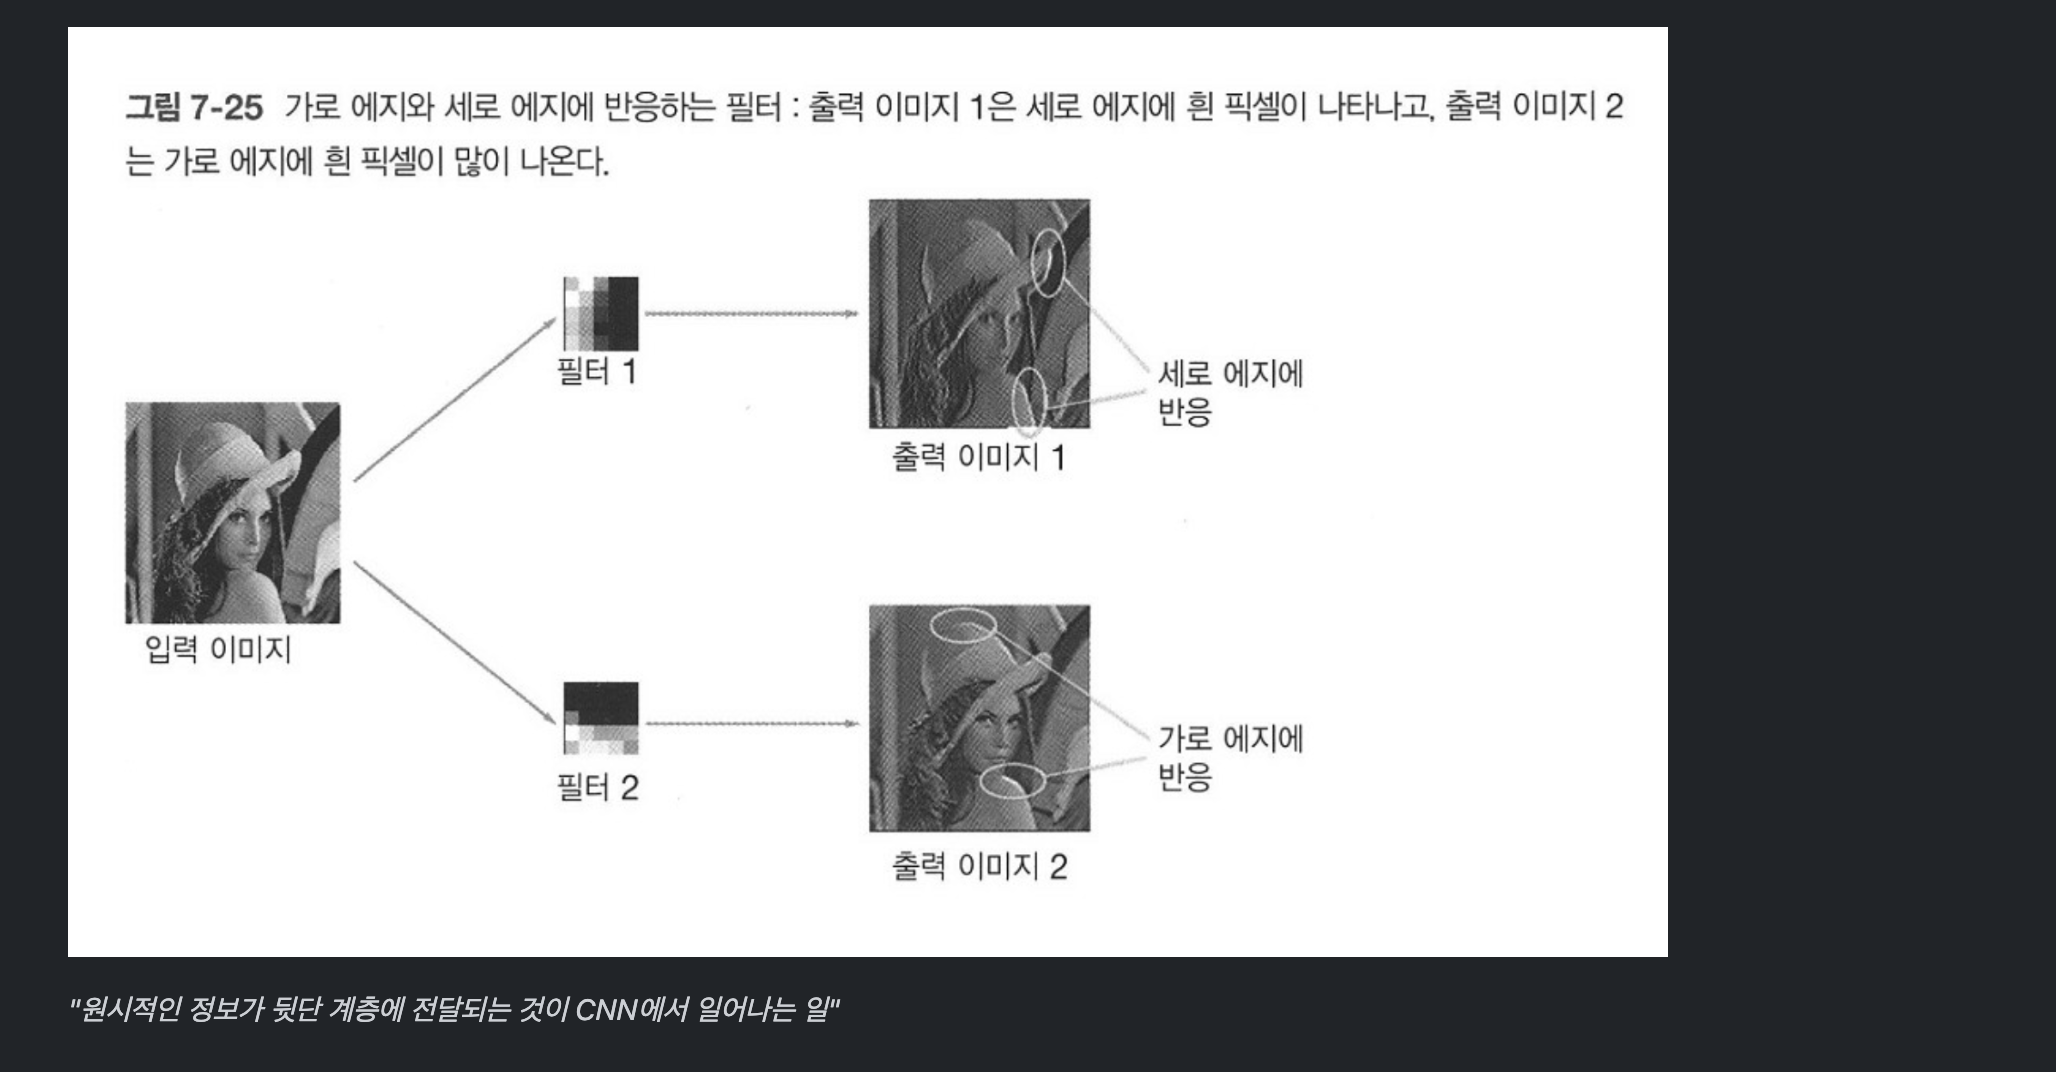 그림 7-25 가로 에지와 세로 에지에 반응하는 필터 : 출력 이미지 1은 세로 에지에 흰 픽셀이 나타나고, 출력 이미지 2
는 가로 에지에 흰 픽셀이 많이 나온다.
필터 1
세로 에지에
반응
출력 이미지 1
입력 이미지
필터 2
가로 에지에
반응
출력 이미지 2
"원시적인 정보가 뒷단 계층에 전달되는 것이 CNN에서 일어나는 일"